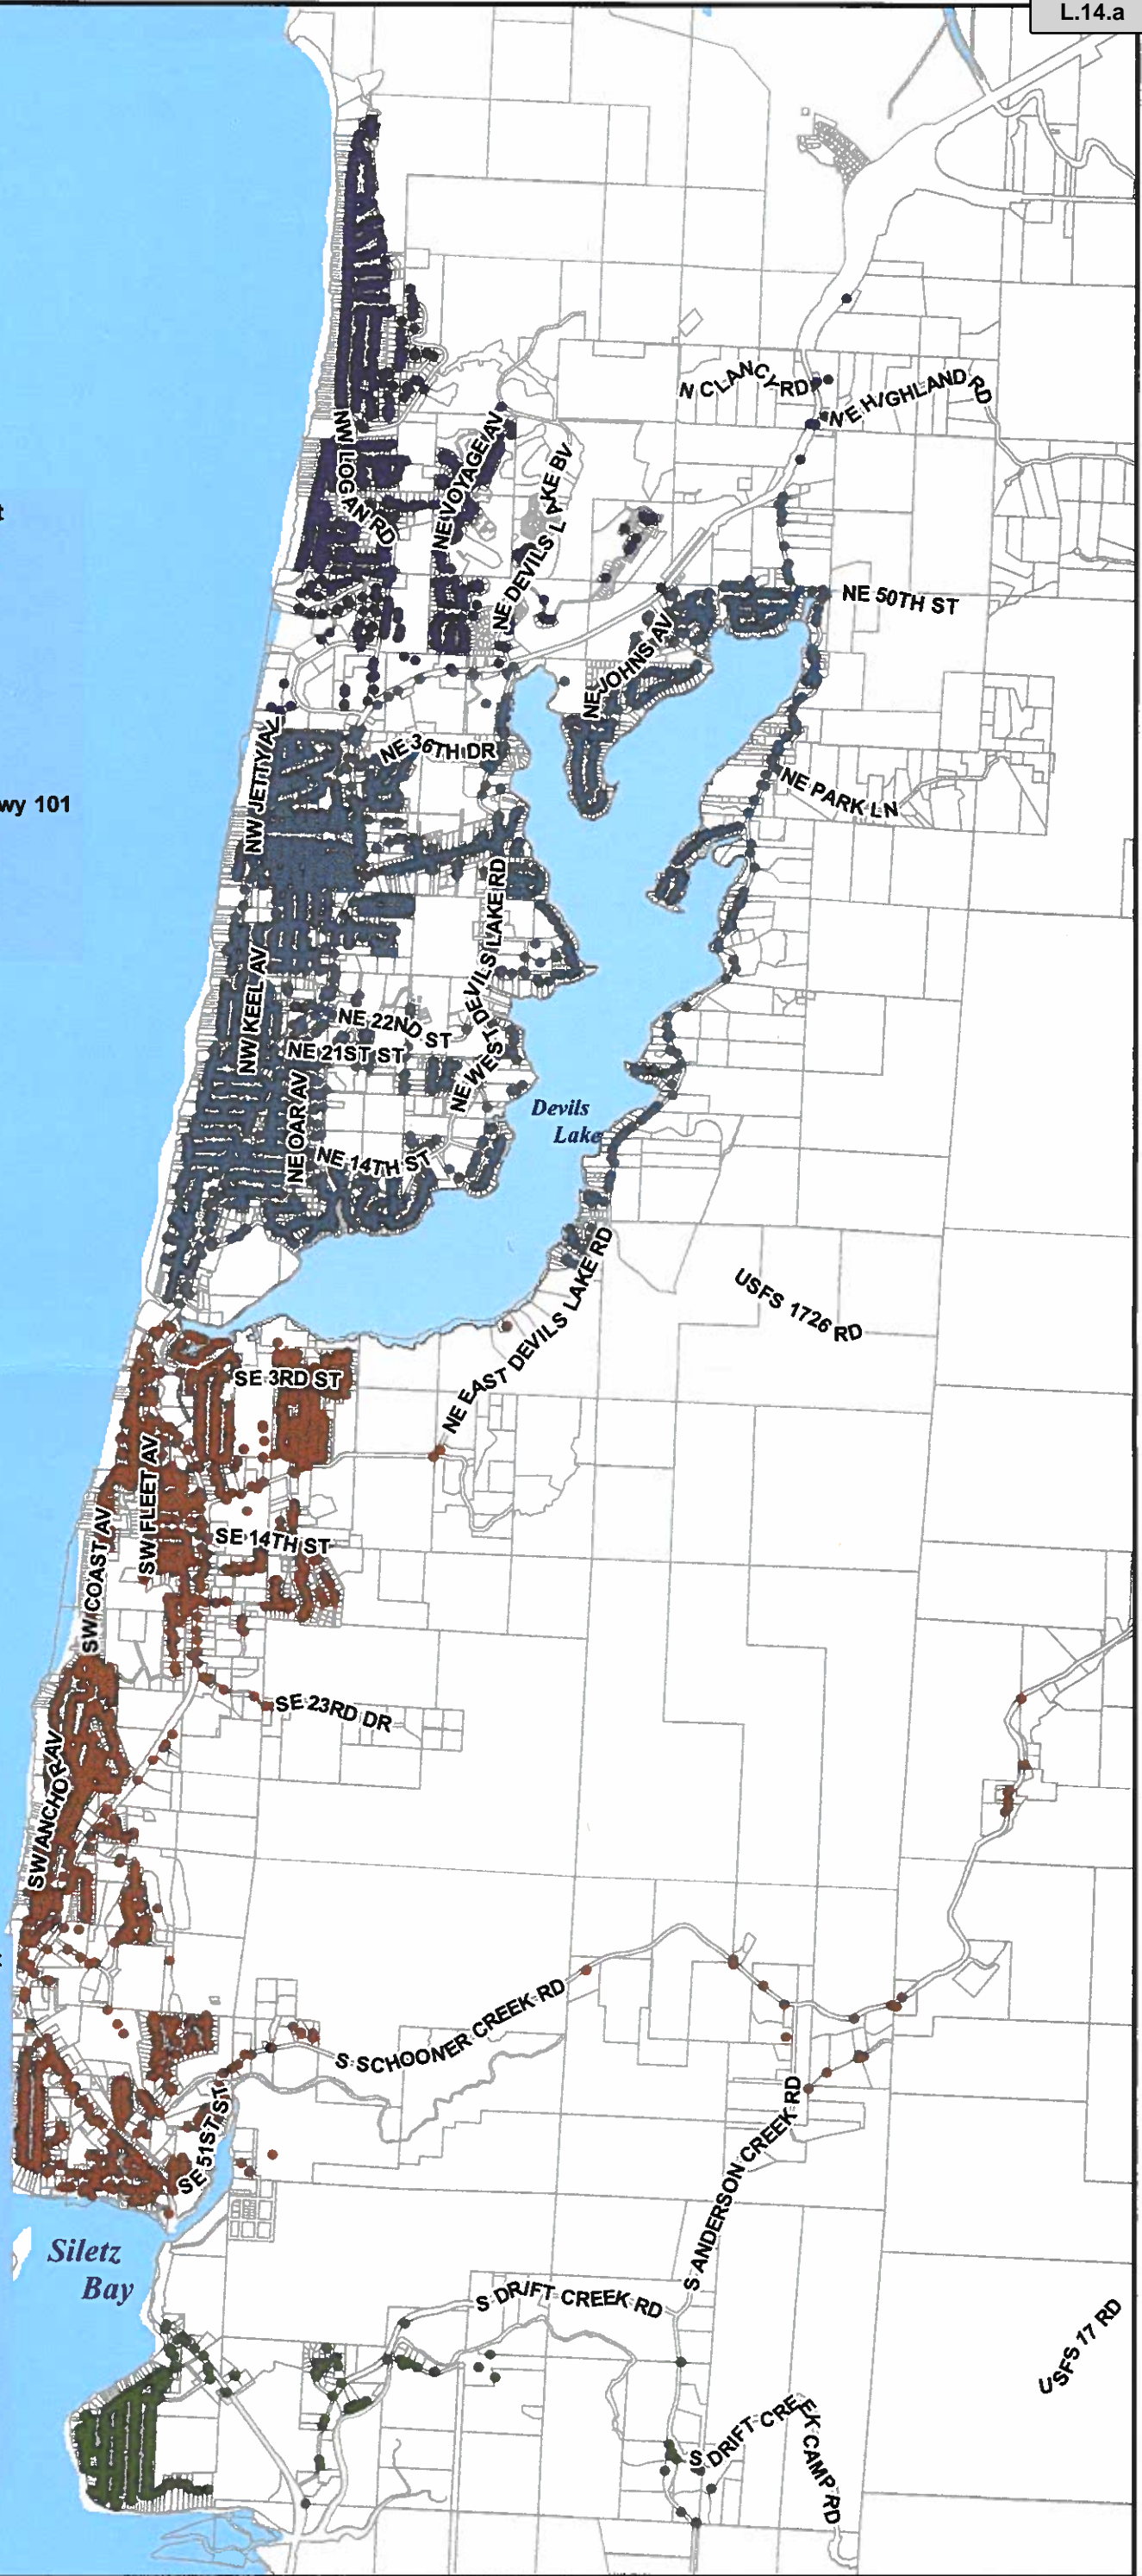 L.14.a
N CLANCY RD
NE HIGHLAND RD
NW LOGAN RD
NE VOYAGE AV
NE DEVILS LAKE BV
t
NE 50TH ST
NE JOHNS AV
NE 36TH DR
NW JETTY AV
NE PARK LN
wy 101
NE WEST DEVILS LAKE RD
NW KEEL AV
NE 22ND ST
NE 21ST ST
NE OAR AV
Devils
Lake
NE 14TH ST
NE EAST DEVILS LAKE RD
USFS 1726 RD
SE 3RD ST
SW FLEET AV
SW COAST AV
SE 14TH ST
SE 23RD DR
SW ANCHOR AV
S SCHOONER CREEK RD
SE 51ST ST
S ANDERSON CREEK RD
Siletz
Bay
S DRIFT CREEK RD
USFS 17 RD
S DRIFT CREEK CAMP RD